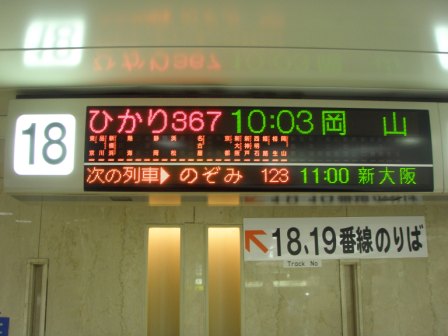 18
ひかり367 10:03 岡山
次の列車▶のぞみ 123 11:00 新大阪
18、19番線のりば
Track No